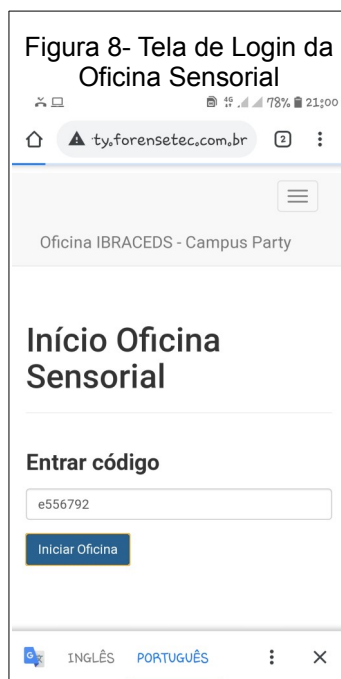 Figura 8- Tela de Login da
Oficina Sensorial
4G 78% 21:00
ty.forensetec.com.br 2
Oficina IBRACEDS - Campus Party
Início Oficina
Sensorial
Entrar código
e556792
Iniciar Oficina
INGLÊS PORTUGUÊS